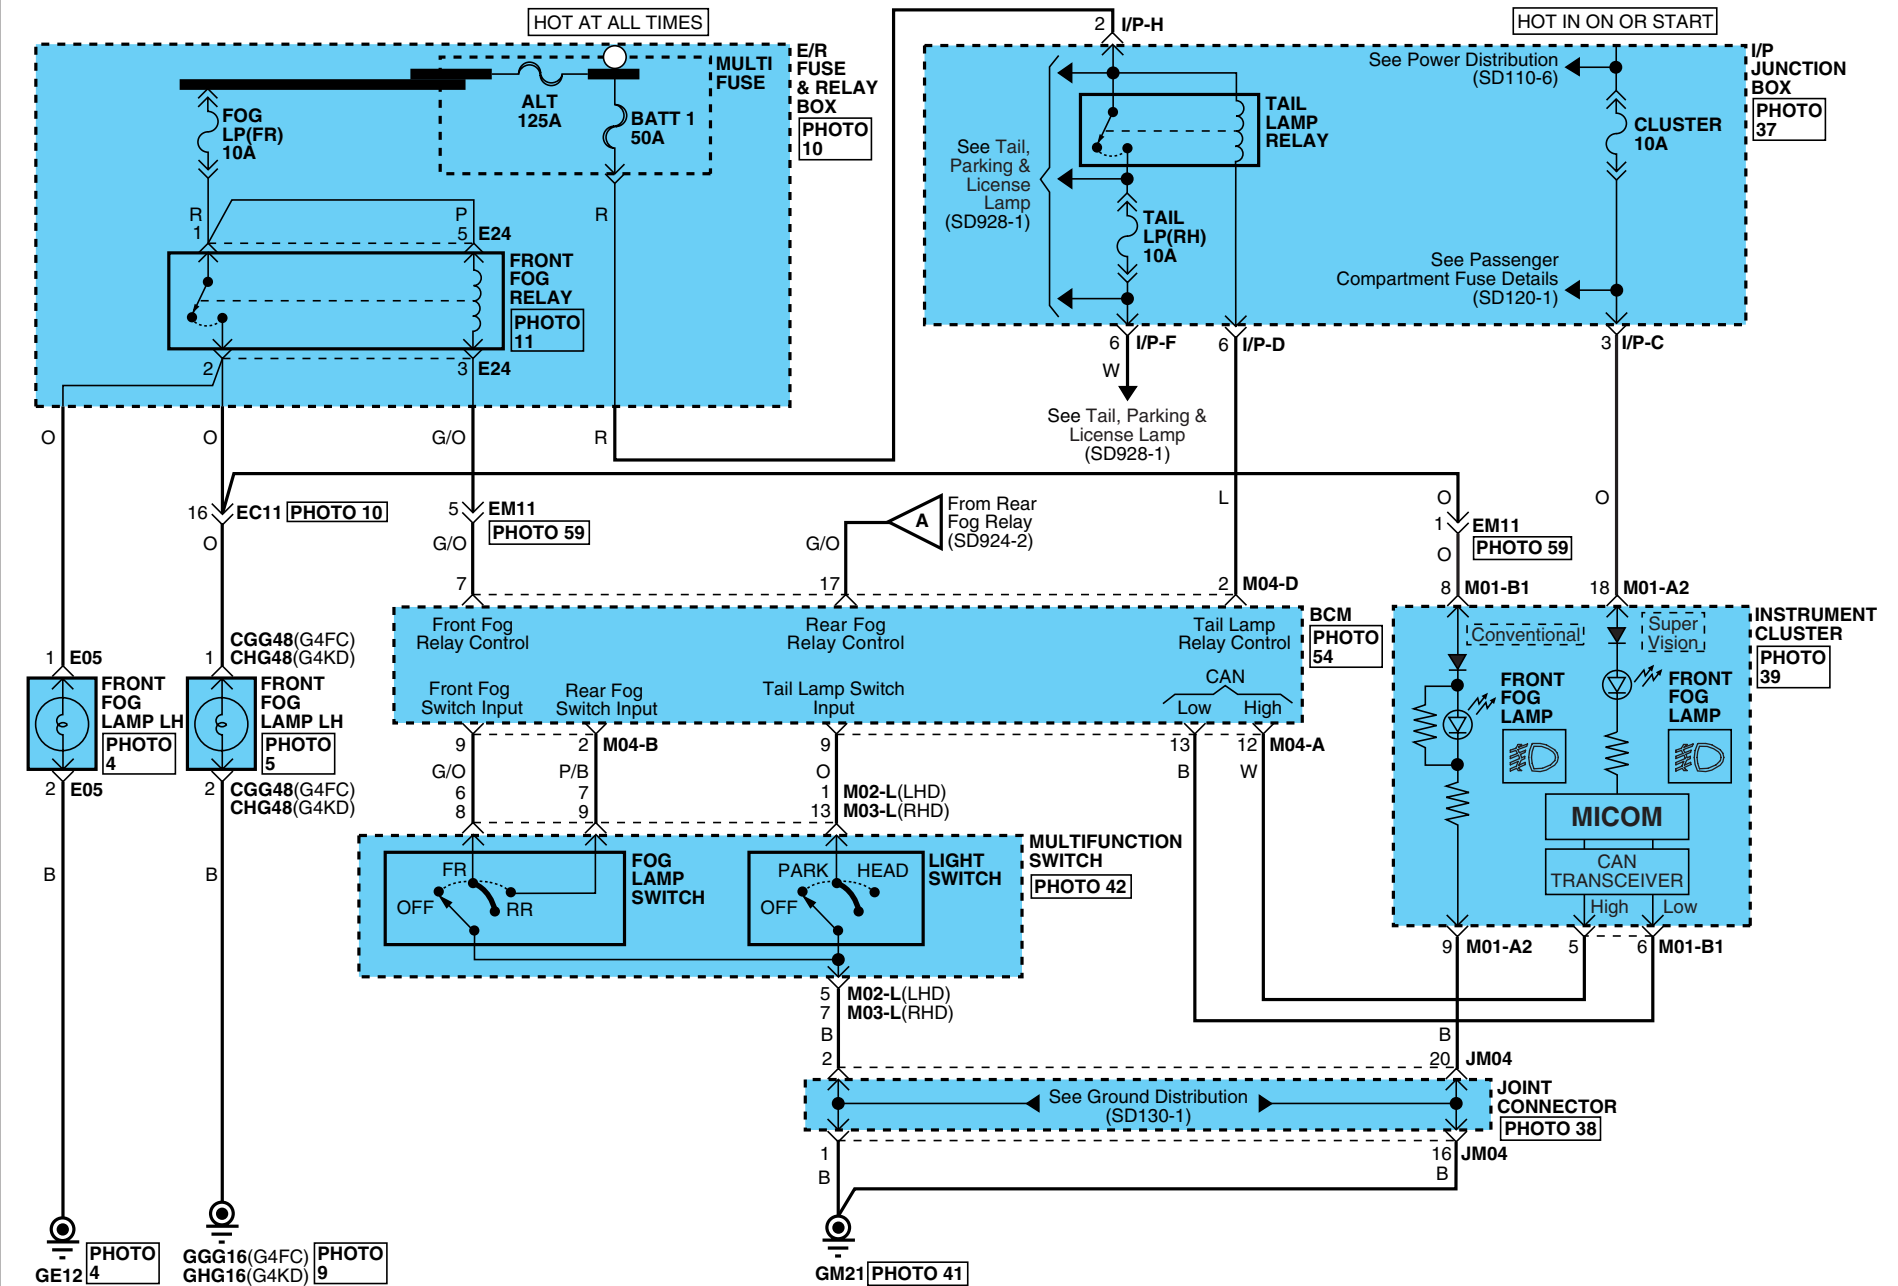 HOT AT ALL TIMES
2 I/P-H
HOT IN ON OR START
MULTI
FUSE
E/R
FUSE
& RELAY
BOX
PHOTO
10
ALT
125A
BATT 1
50A
FOG
LP(FR)
10A
R
1
P
5 E24
R
FRONT
FOG
RELAY
PHOTO
11
2
3 E24
See Tail,
Parking &
License
Lamp
(SD928-1)
TAIL
LAMP
RELAY
TAIL
LP(RH)
10A
See Power Distribution
(SD110-6)
I/P
JUNCTION
BOX
PHOTO
37
CLUSTER
10A
See Passenger
Compartment Fuse Details
(SD120-1)
6 I/P-F
6 I/P-D
3 I/P-C
W
See Tail, Parking &
License Lamp
(SD928-1)
O
O
G/O
R
16 EC11 PHOTO 10
5 EM11
PHOTO 59
O
G/O
G/O
A
From Rear
Fog Relay
(SD924-2)
L
O
O
1 EM11
PHOTO 59
O
7
17
2 M04-D
8 M01-B1
18 M01-A2
BCM
PHOTO
54
Front Fog
Relay Control
Rear Fog
Relay Control
Tail Lamp
Relay Control
Front Fog
Switch Input
Rear Fog
Switch Input
Tail Lamp Switch
Input
CAN
Low
High
INSTRUMENT
CLUSTER
PHOTO
39
Conventional
Super
Vision
FRONT
FOG
LAMP
FRONT
FOG
LAMP
MICOM
CAN
TRANSCEIVER
High
Low
1 E05
FRONT
FOG
LAMP LH
PHOTO
4
2 E05
CGG48(G4FC)
1 CHG48(G4KD)
FRONT
FOG
LAMP LH
PHOTO
5
2 CGG48(G4FC)
CHG48(G4KD)
9
2 M04-B
9
13
12 M04-A
G/O
P/B
O
B
W
6
7
1 M02-L(LHD)
8
9
13 M03-L(RHD)
FR
OFF
RR
FOG
LAMP
SWITCH
PARK
HEAD
OFF
LIGHT
SWITCH
MULTIFUNCTION
SWITCH
PHOTO 42
B
B
9 M01-A2
5
6 M01-B1
5 M02-L(LHD)
7 M03-L(RHD)
B
B
2
20 JM04
See Ground Distribution
(SD130-1)
JOINT
CONNECTOR
PHOTO 38
1
16 JM04
B
B
GE12
PHOTO
4
GGG16(G4FC)
GHG16(G4KD)
PHOTO
9
GM21 PHOTO 41